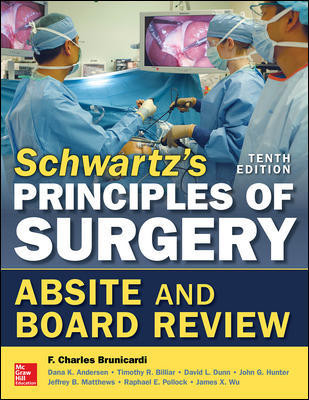 Schwartz's
TENTH
EDITION
PRINCIPLES OF
SURGERY
ABSITE AND
BOARD REVIEW
F. Charles Brunicardi
Dana K. Andersen • Timothy R. Billiar • David L. Dunn • John G. Hunter
Jeffrey B. Matthews • Raphael E. Pollock • James X. Wu
Mc
Graw
Hill
Education